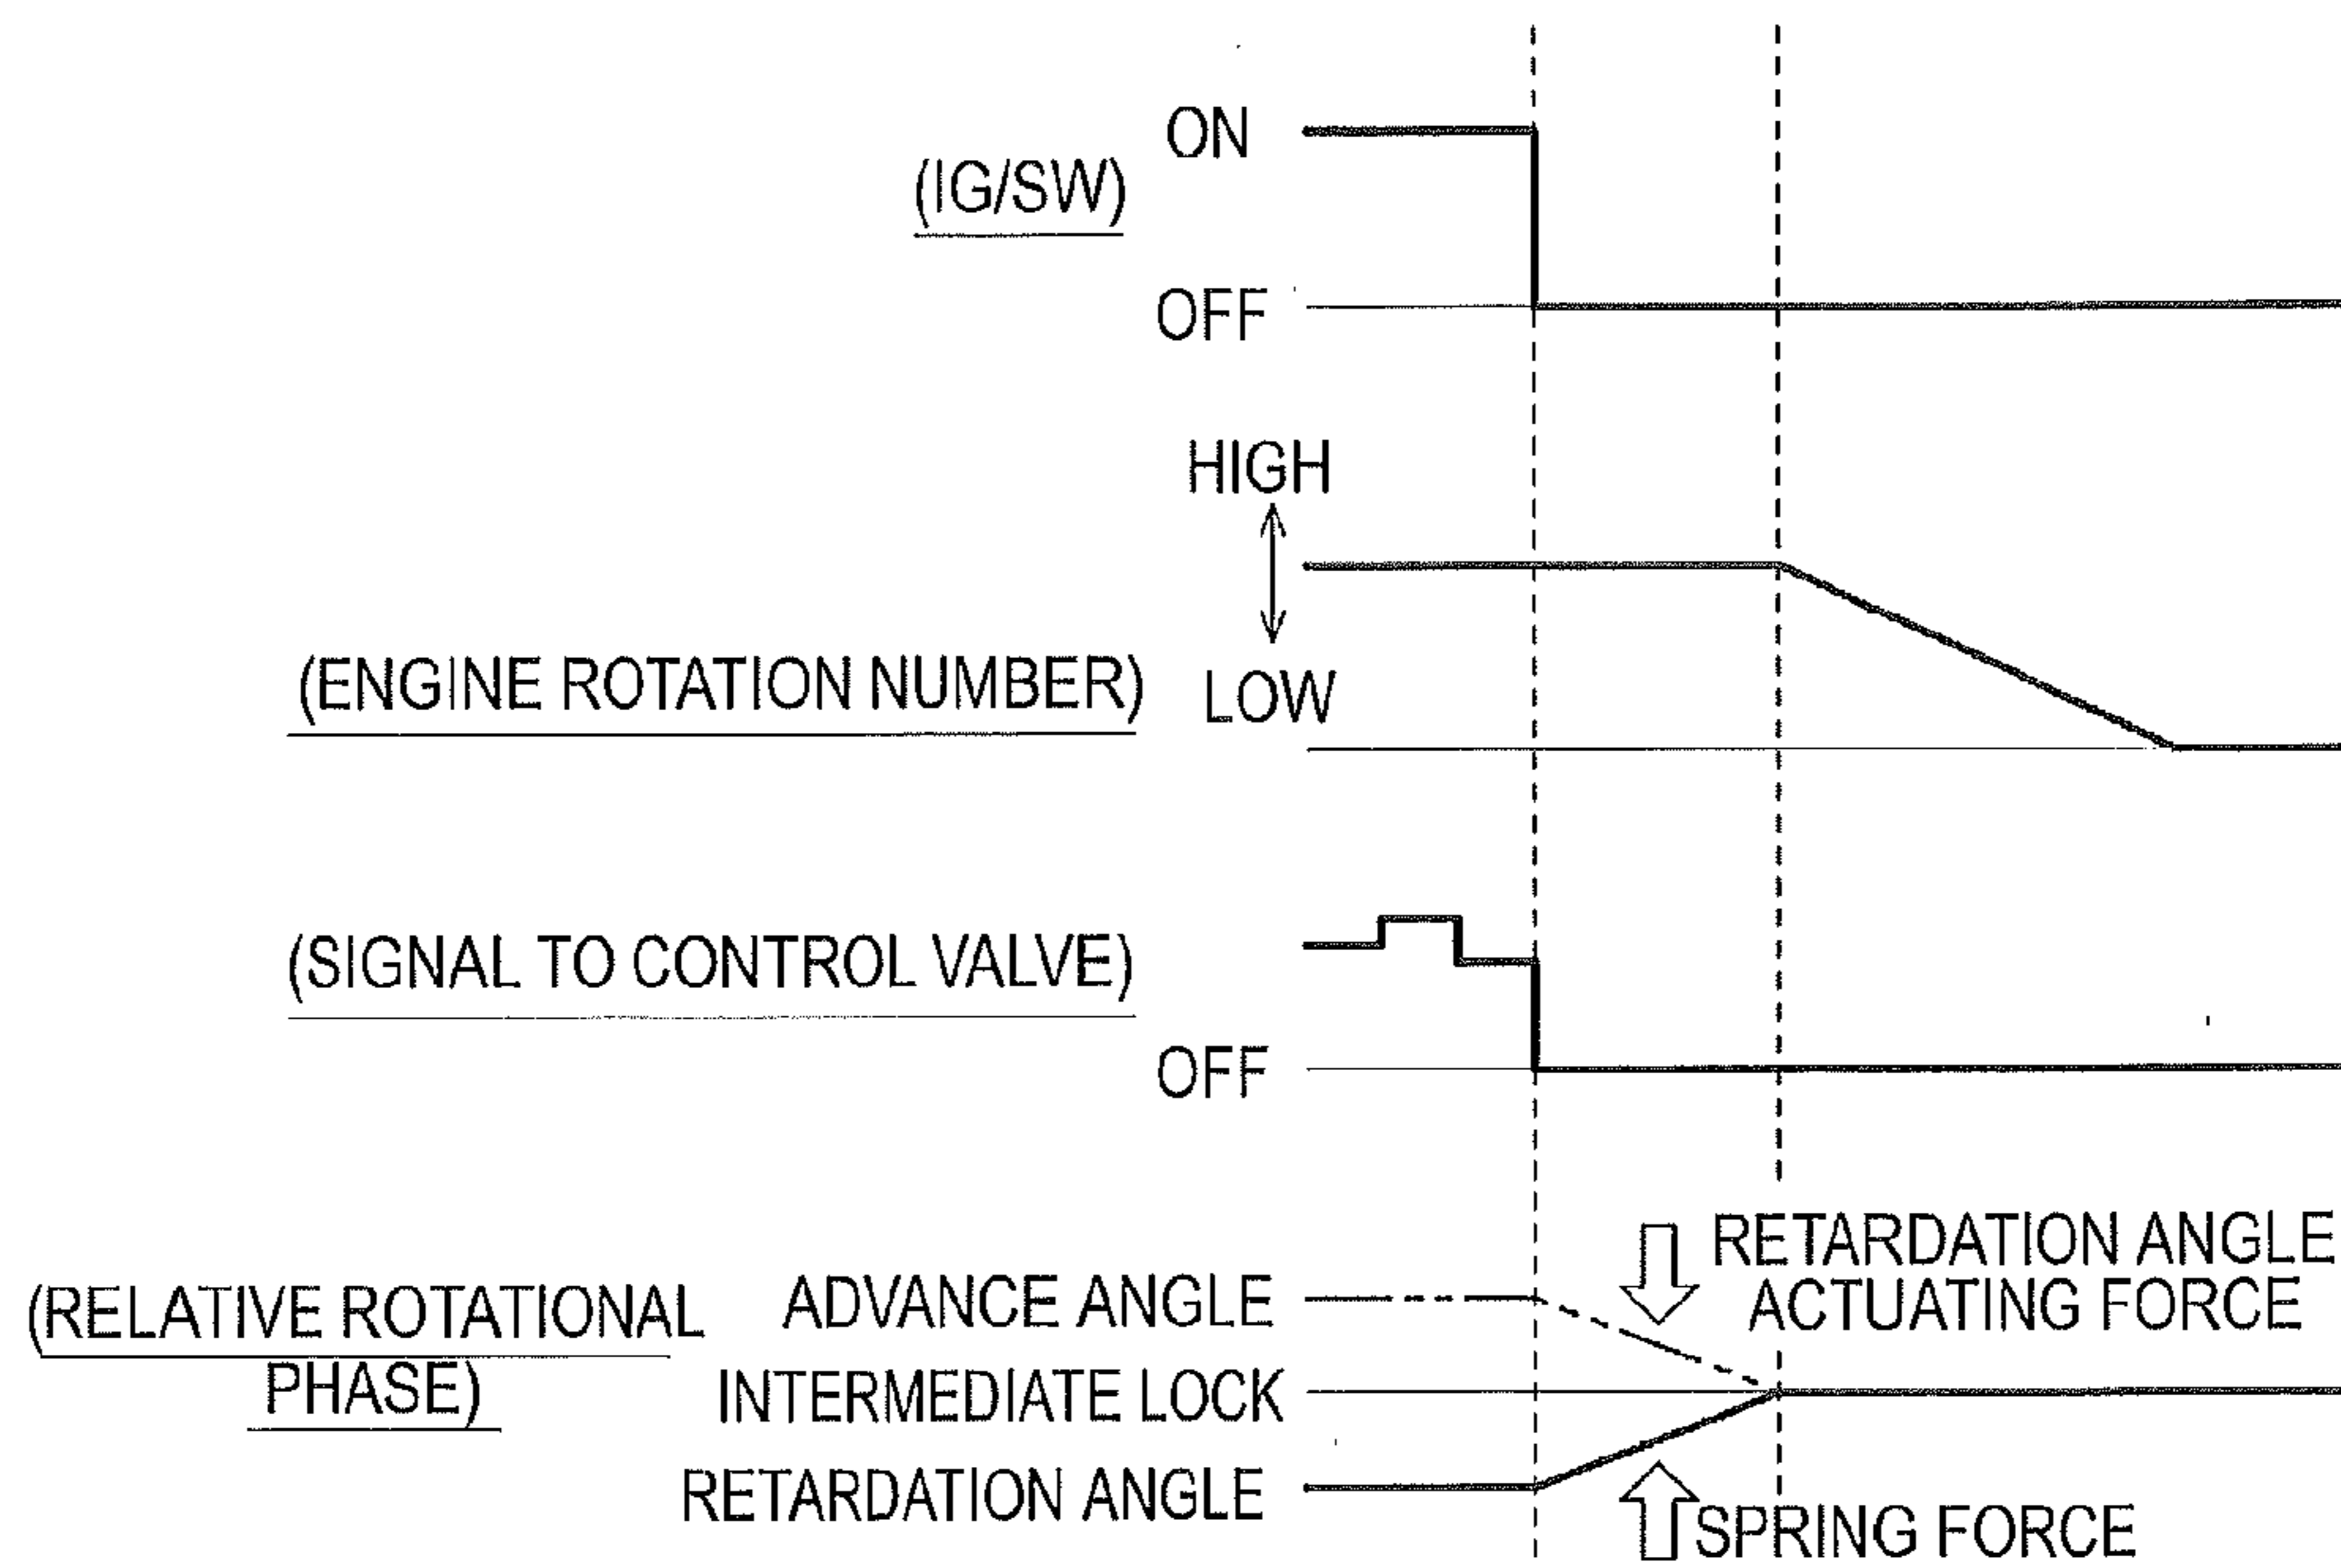 ON
(IG/SW)
OFF
HIGH
(ENGINE ROTATION NUMBER)
LOW
(SIGNAL TO CONTROL VALVE)
OFF
RETARDATION ANGLE
ACTUATING FORCE
ADVANCE ANGLE
(RELATIVE ROTATIONAL
PHASE)
INTERMEDIATE LOCK
RETARDATION ANGLE
SPRING FORCE